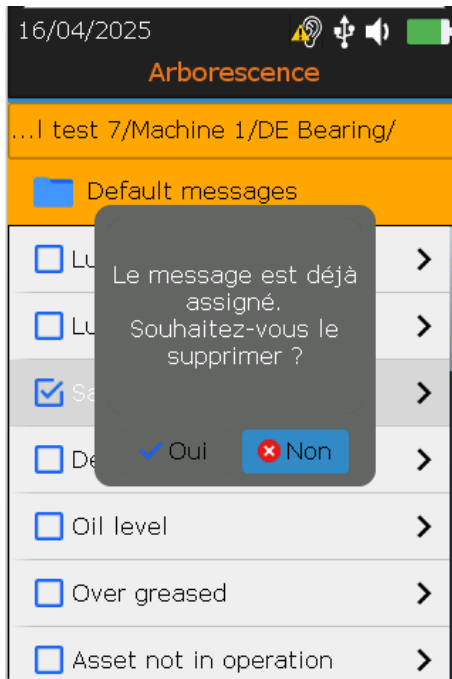 16/04/2025
Arborescence
...l test 7/Machine 1/DE Bearing/
Default messages
Le message est déjà
assigné.
Souhaitez-vous le
supprimer ?
Oui
Non
Oil level
Over greased
Asset not in operation